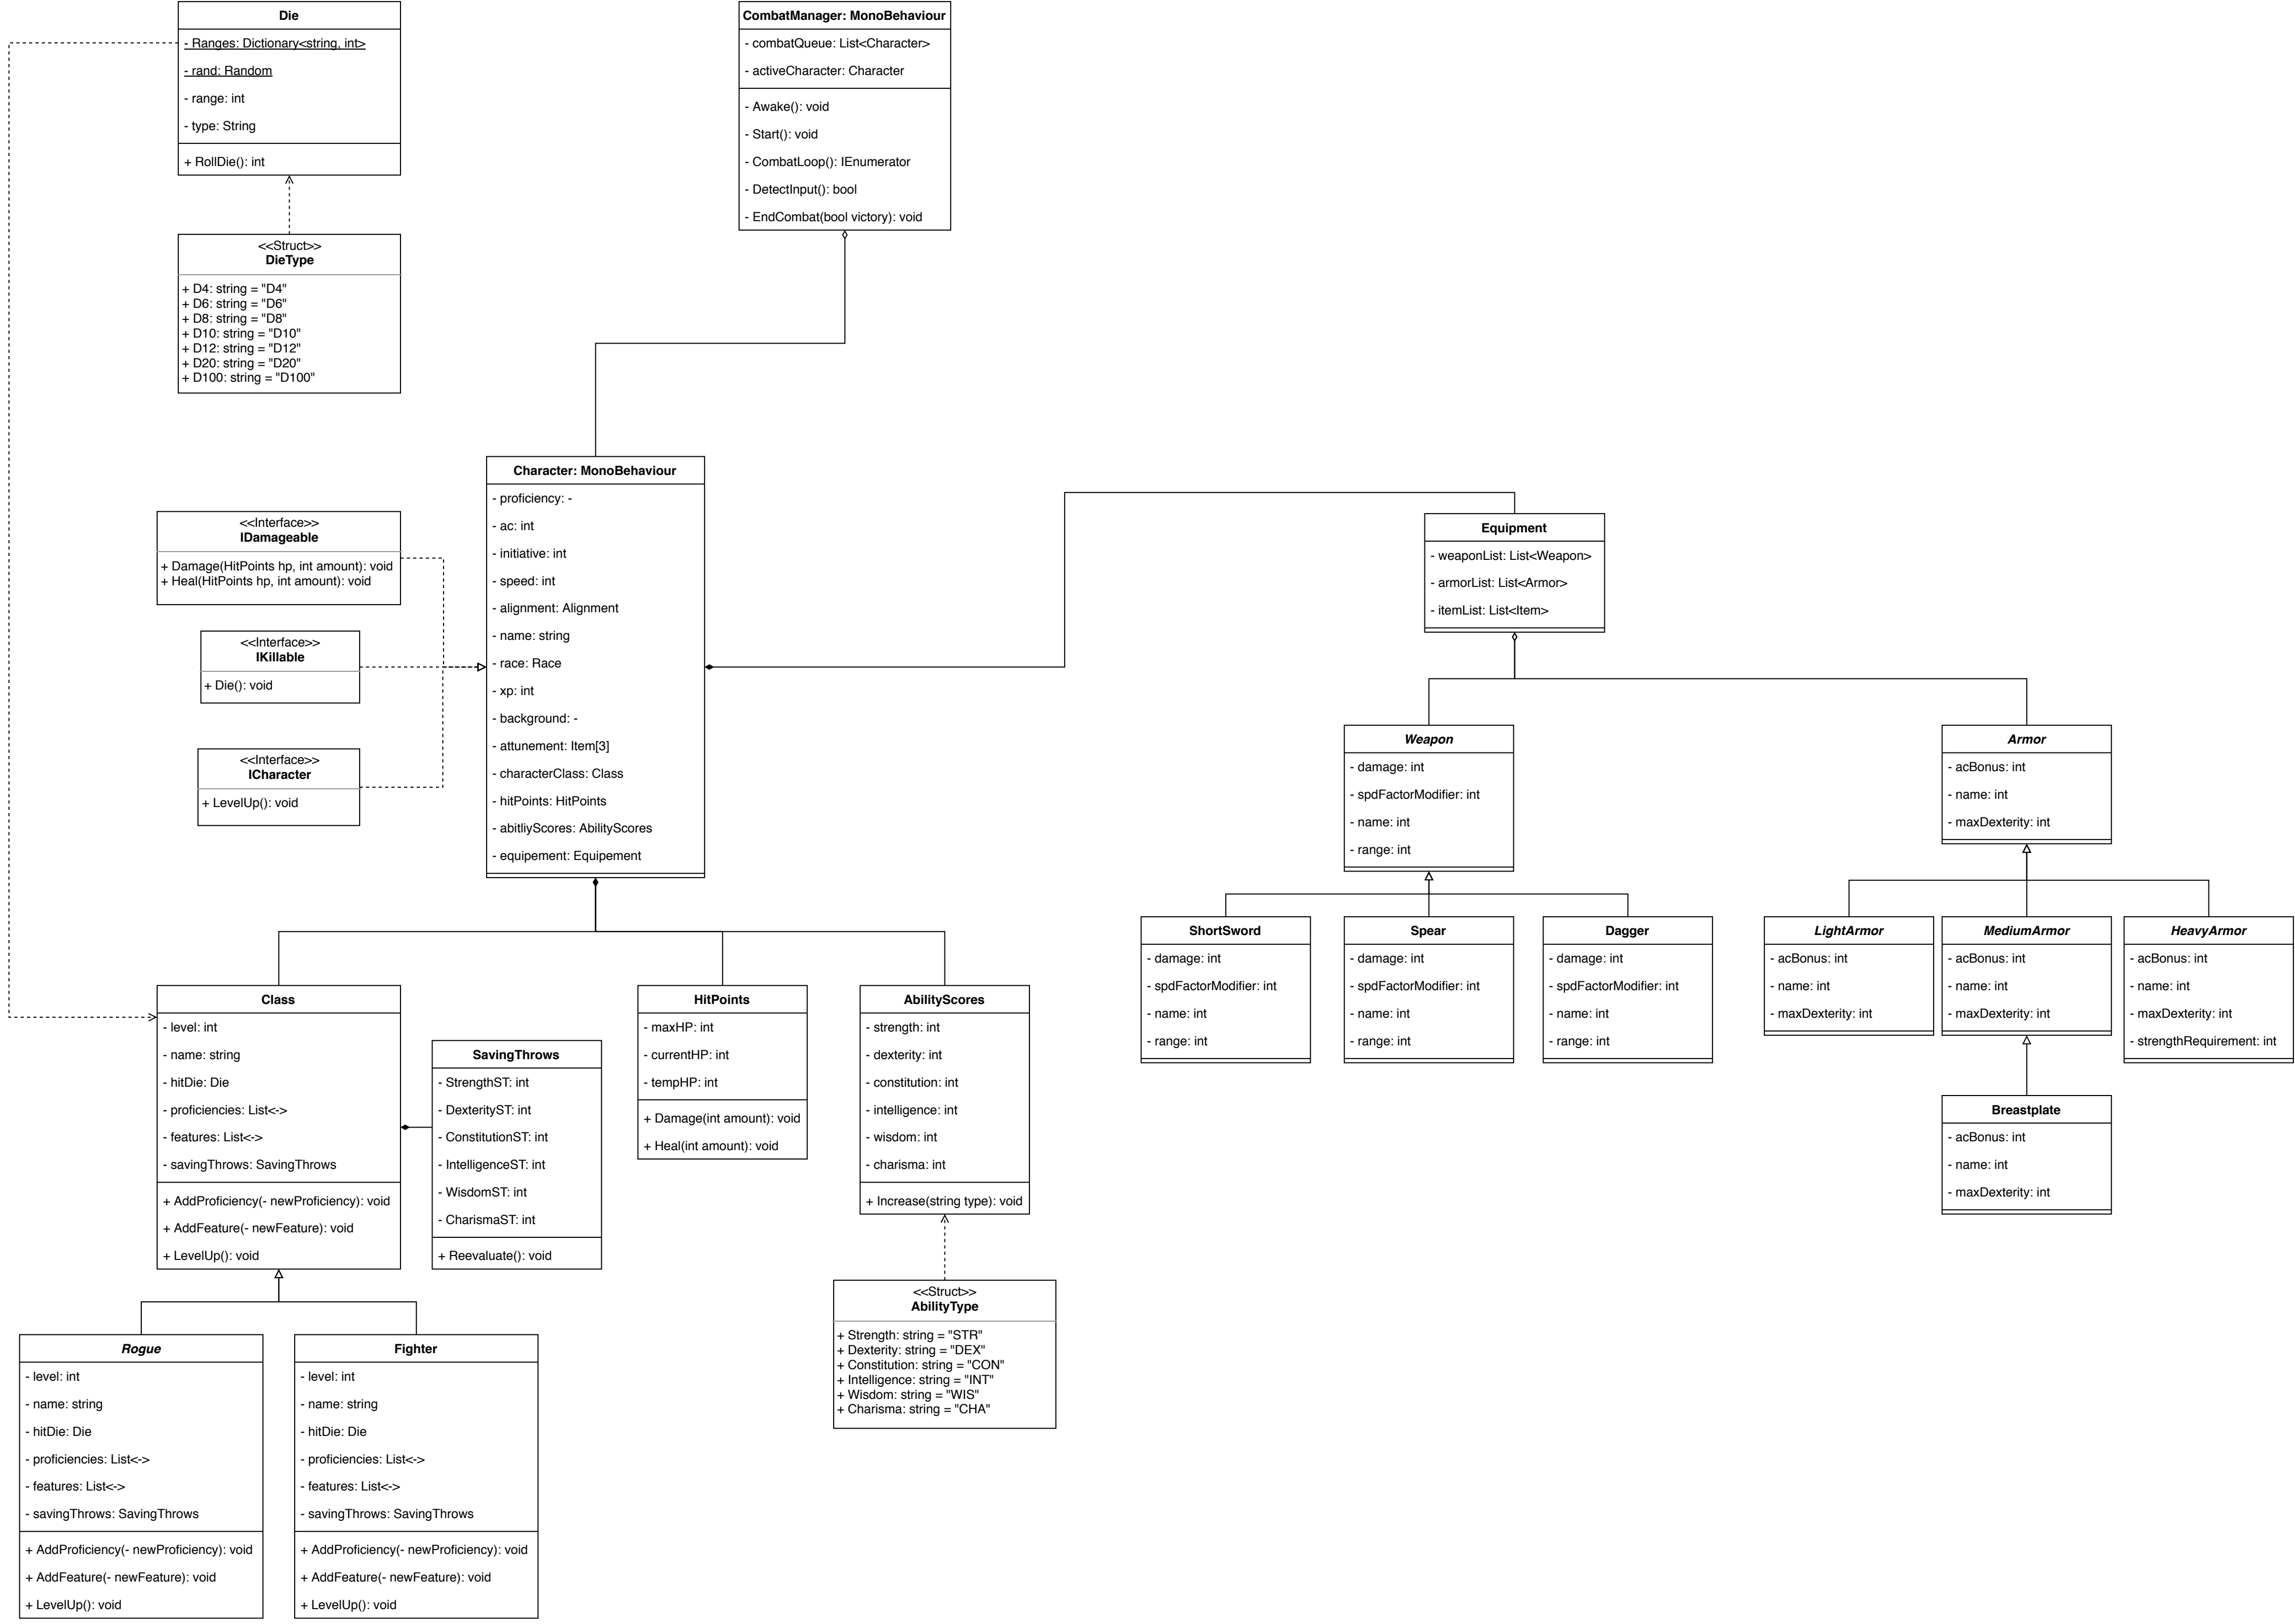 Die
- Ranges: Dictionary<string, int>
- rand: Random
- range: int
- type: String
+ RollDie(): int
CombatManager: MonoBehaviour
- combatQueue: List<Character>
- activeCharacter: Character
- Awake(): void
- Start(): void
- CombatLoop(): IEnumerator
- DetectInput(): bool
- EndCombat(bool victory): void
<<Struct>>
DieType
+ D4: string = "D4"
+ D6: string = "D6"
+ D8: string = "D8"
+ D10: string = "D10"
+ D12: string = "D12"
+ D20: string = "D20"
+ D100: string = "D100"
Character: MonoBehaviour
- proficiency: -
- ac: int
- initiative: int
- speed: int
- alignment: Alignment
- name: string
- race: Race
- xp: int
- background: -
- attunement: Item[3]
- characterClass: Class
- hitPoints: HitPoints
- abitliyScores: AbilityScores
- equipement: Equipement
<<Interface>>
IDamageable
+ Damage(HitPoints hp, int amount): void
+ Heal(HitPoints hp, int amount): void
<<Interface>>
IKillable
+ Die(): void
<<Interface>>
ICharacter
+ LevelUp(): void
Equipment
- weaponList: List<Weapon>
- armorList: List<Armor>
- itemList: List<Item>
Weapon
- damage: int
- spdFactorModifier: int
- name: int
- range: int
Armor
- acBonus: int
- name: int
- maxDexterity: int
ShortSword
- damage: int
- spdFactorModifier: int
- name: int
- range: int
Spear
- damage: int
- spdFactorModifier: int
- name: int
- range: int
Dagger
- damage: int
- spdFactorModifier: int
- name: int
- range: int
LightArmor
- acBonus: int
- name: int
- maxDexterity: int
MediumArmor
- acBonus: int
- name: int
- maxDexterity: int
HeavyArmor
- acBonus: int
- name: int
- maxDexterity: int
- strengthRequirement: int
Breastplate
- acBonus: int
- name: int
- maxDexterity: int
Class
- level: int
- name: string
- hitDie: Die
- proficiencies: List<->
- features: List<->
- savingThrows: SavingThrows
+ AddProficiency(- newProficiency): void
+ AddFeature(- newFeature): void
+ LevelUp(): void
SavingThrows
- StrengthST: int
- DexterityST: int
- ConstitutionST: int
- IntelligenceST: int
- WisdomST: int
- CharismaST: int
+ Reevaluate(): void
HitPoints
- maxHP: int
- currentHP: int
- tempHP: int
+ Damage(int amount): void
+ Heal(int amount): void
AbilityScores
- strength: int
- dexterity: int
- constitution: int
- intelligence: int
- wisdom: int
- charisma: int
+ Increase(string type): void
<<Struct>>
AbilityType
+ Strength: string = "STR"
+ Dexterity: string = "DEX"
+ Constitution: string = "CON"
+ Intelligence: string = "INT"
+ Wisdom: string = "WIS"
+ Charisma: string = "CHA"
Rogue
- level: int
- name: string
- hitDie: Die
- proficiencies: List<->
- features: List<->
- savingThrows: SavingThrows
+ AddProficiency(- newProficiency): void
+ AddFeature(- newFeature): void
+ LevelUp(): void
Fighter
- level: int
- name: string
- hitDie: Die
- proficiencies: List<->
- features: List<->
- savingThrows: SavingThrows
+ AddProficiency(- newProficiency): void
+ AddFeature(- newFeature): void
+ LevelUp(): void